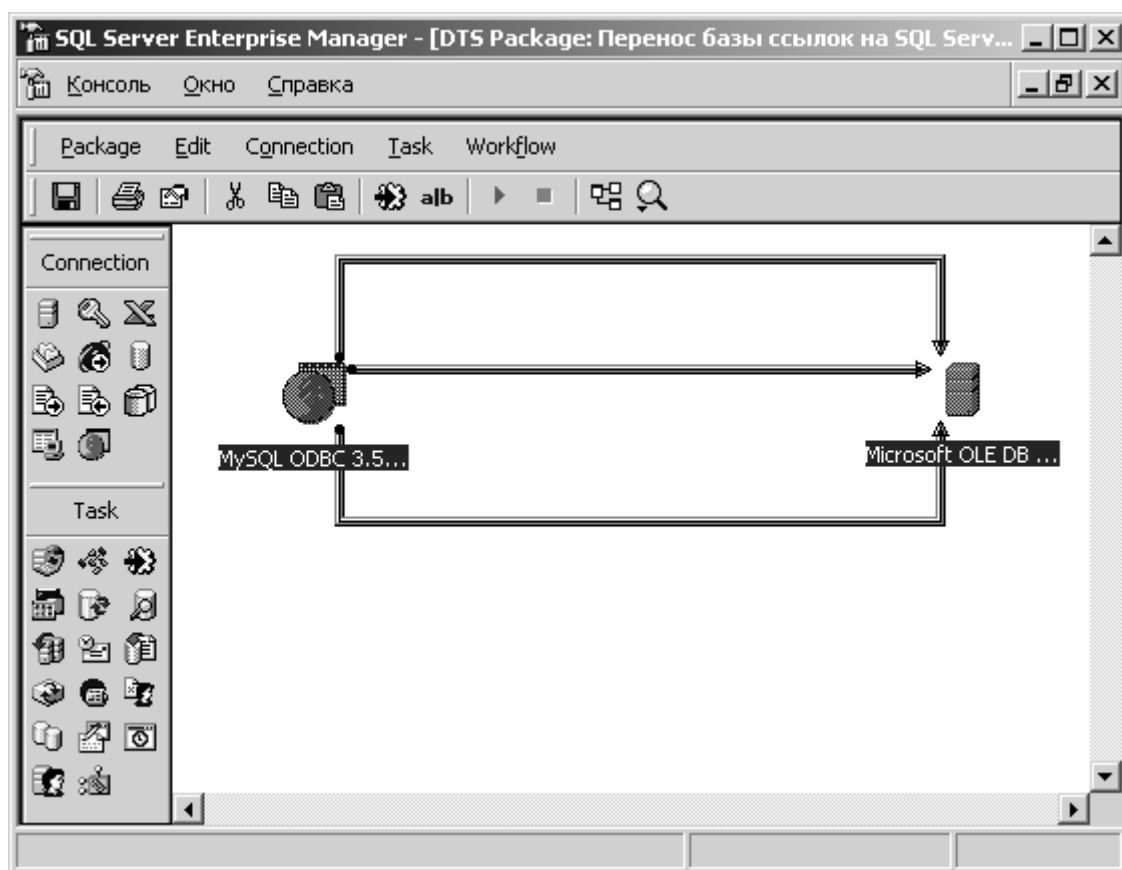 SQL Server Enterprise Manager - [DTS Package: Перенос базы ссылок на SQL Serv...
Консоль Окно Справка
Package Edit Connection Task Workflow
a|b
Connection
MySQL ODBC 3.5... Microsoft OLE DB ...
Task